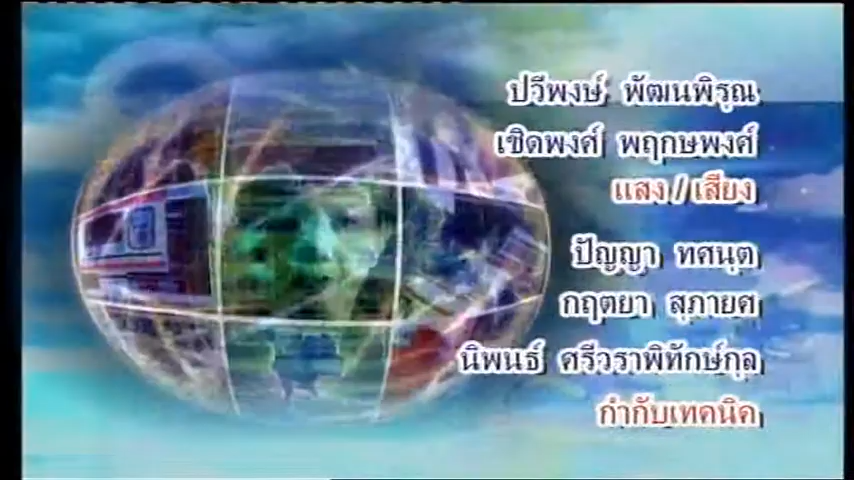 ปวีพงษ์ พัฒนพิรุณ
เชิดพงศ์ พฤกษพงศ์
แสง / เสียง
ปัญญา ทศนุต
กฤตยา สุภายศ
นิพนธ์ ศรีวราพิทักษ์กุล
กำกับเทคนิค